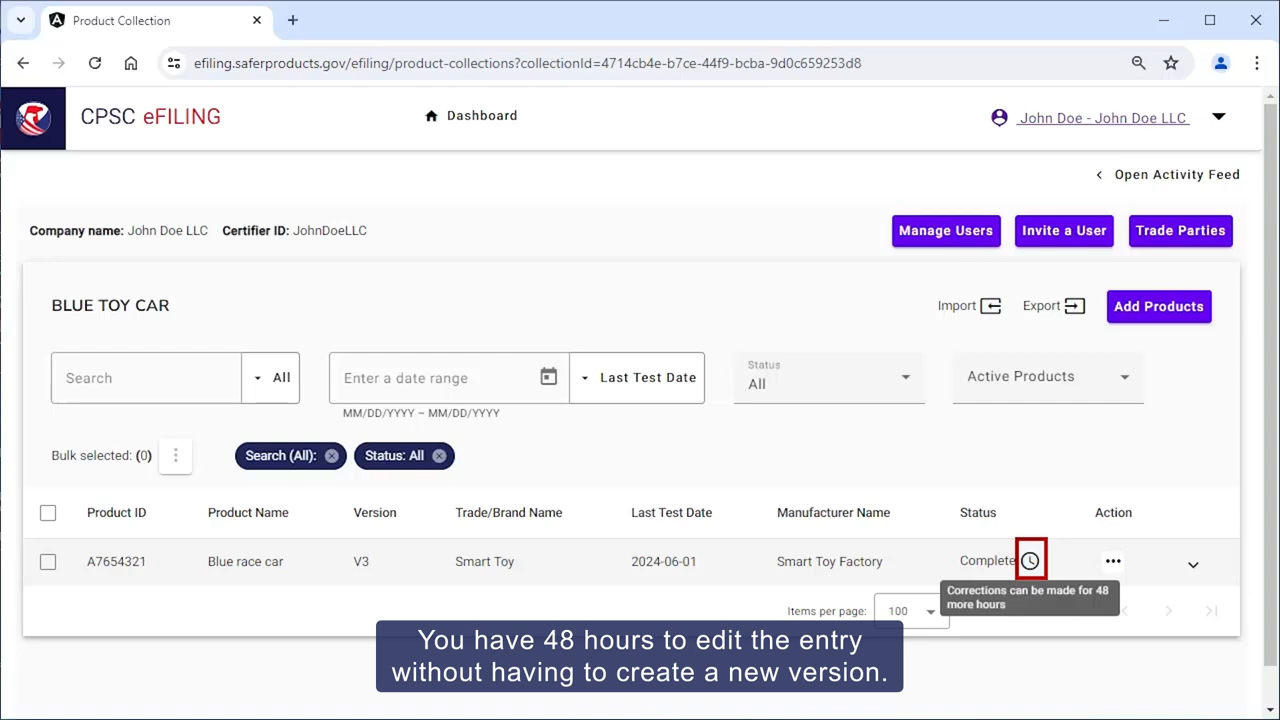 Product Collection
efiling.saferproducts.gov/efiling/product-collections?collectionId=4714cb4e-b7ce-44f9-bcba-9d0c659253d8
CPSC eFILING
Dashboard
John Doe - John Doe LLC
Open Activity Feed
Company name: John Doe LLC Certifier ID: JohnDoeLLC
Manage Users
Invite a User
Trade Parties
BLUE TOY CAR
Import
Export
Add Products
Search
All
Enter a date range
Last Test Date
MM/DD/YYYY – MM/DD/YYYY
Status
All
Active Products
Bulk selected: (0)
Search (All):
Status: All
Product ID Product Name Version Trade/Brand Name Last Test Date Manufacturer Name Status Action
A7654321 Blue race car V3 Smart Toy 2024-06-01 Smart Toy Factory Complete
Corrections can be made for 48
more hours
Items per page: 100
You have 48 hours to edit the entry
without having to create a new version.